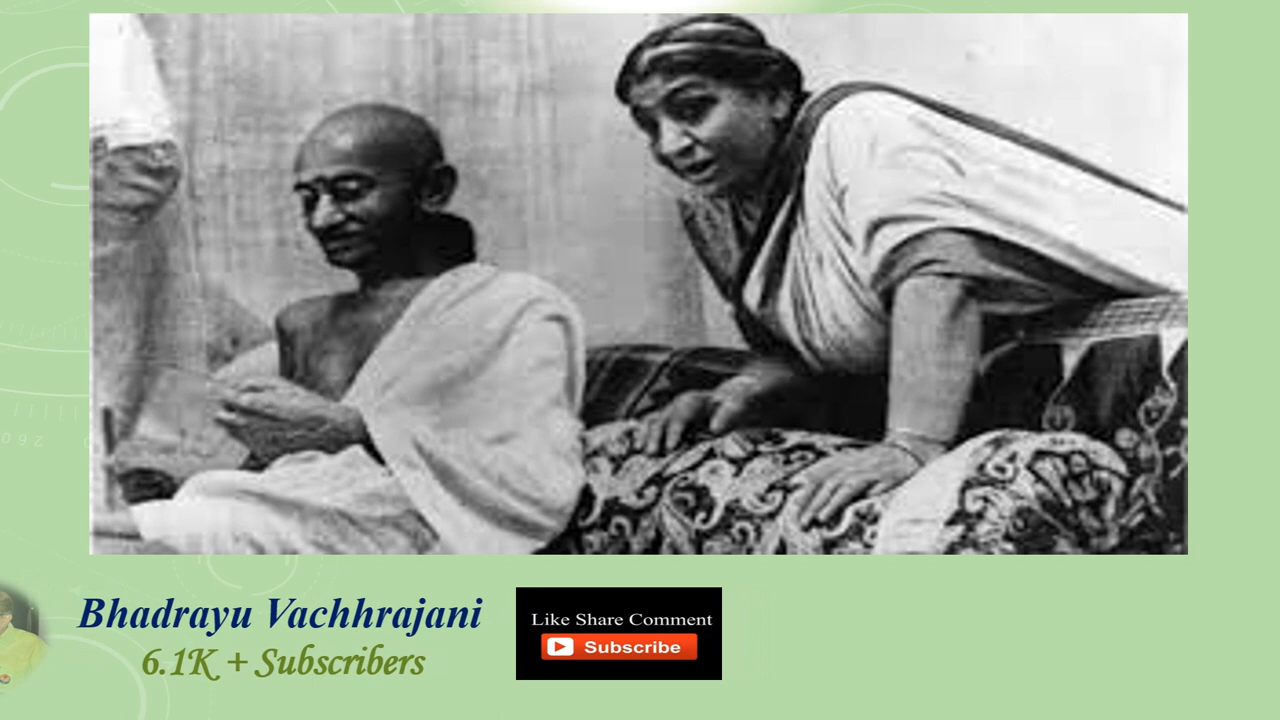 Bhadrayu Vachhrajani
6.1K + Subscribers
Like Share Comment
Subscribe